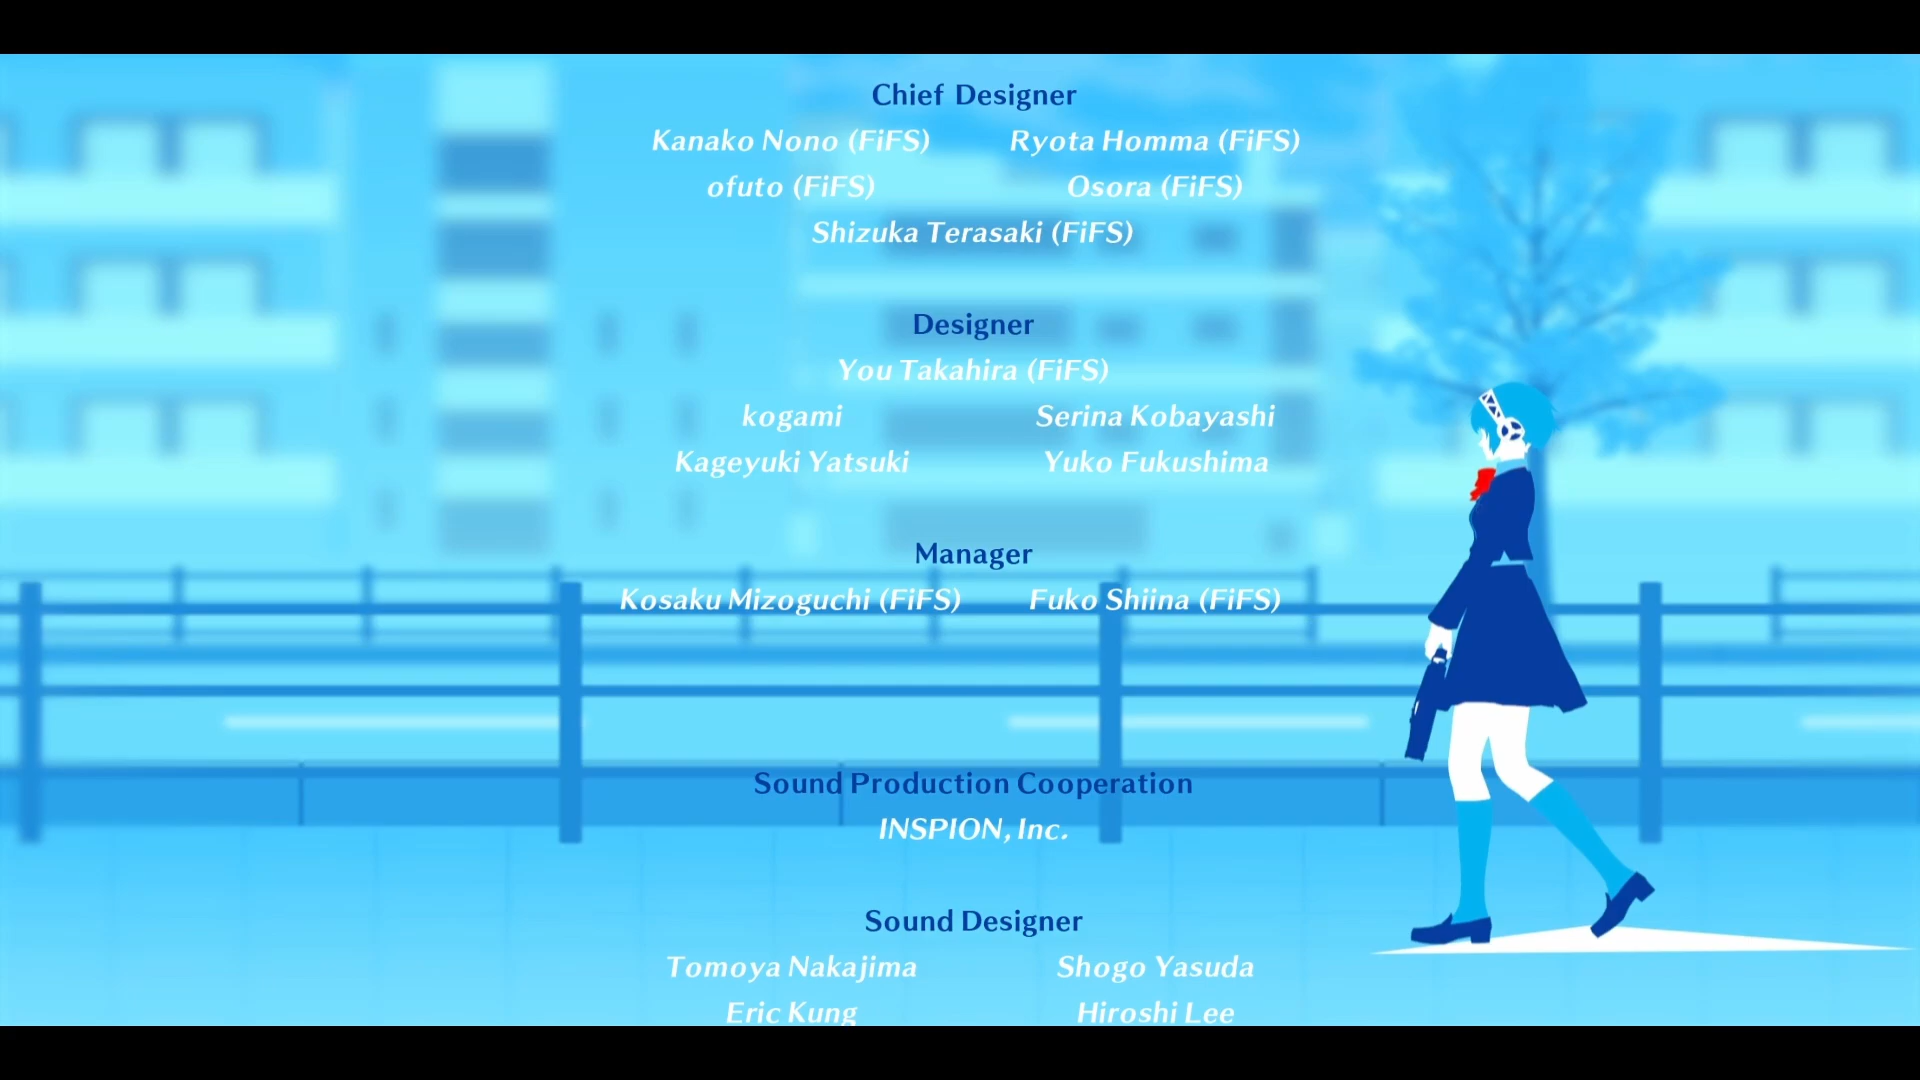 Chief Designer
Kanako Nono (FiFS) Ryota Homma (FiFS)
ofuto (FiFS) Osora (FiFS)
Shizuka Terasaki (FiFS)
Designer
You Takahira (FiFS)
kogami Serina Kobayashi
Kageyuki Yatsuki Yuko Fukushima
Manager
Kosaku Mizoguchi (FiFS) Fuko Shiina (FiFS)
Sound Production Cooperation
INSPION, Inc.
Sound Designer
Tomoya Nakajima Shogo Yasuda
Eric Kung Hiroshi Lee